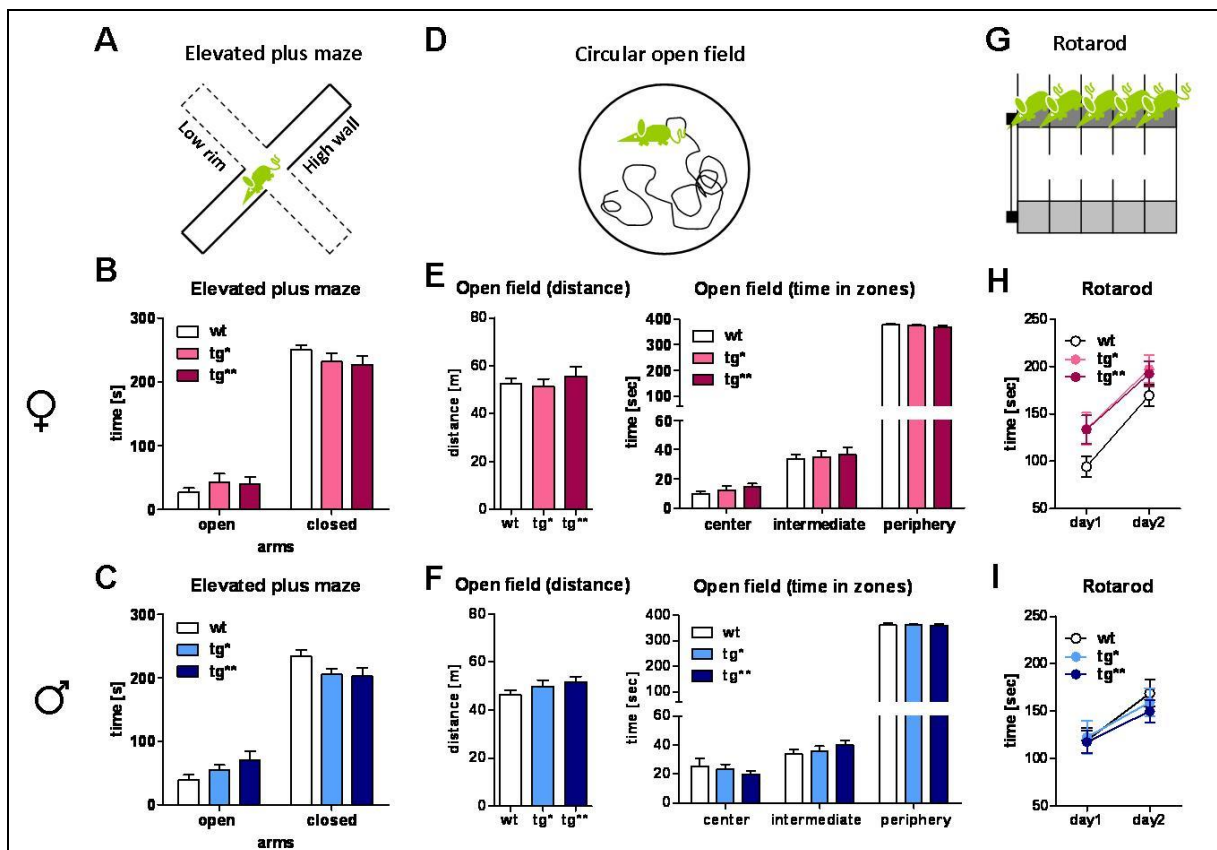 A
Elevated plus maze
Low rim
High wall
D
Circular open field
G
Rotarod
B
Elevated plus maze
time [s]
300
200
100
0
wt
tg*
tg**
open
closed
arms
E
Open field (distance)
distance [m]
80
60
40
20
0
wt
tg*
tg**
Open field (time in zones)
time [sec]
400
300
200
100
60
40
20
0
wt
tg*
tg**
center
intermediate
periphery
H
Rotarod
time [sec]
250
200
150
100
50
wt
tg*
tg**
day1
day2
♀
C
Elevated plus maze
time [s]
300
200
100
0
wt
tg*
tg**
open
closed
arms
F
Open field (distance)
distance [m]
80
60
40
20
0
wt
tg*
tg**
Open field (time in zones)
time [sec]
400
300
200
100
60
40
20
0
wt
tg*
tg**
center
intermediate
periphery
I
Rotarod
time [sec]
250
200
150
100
50
wt
tg*
tg**
day1
day2
♂